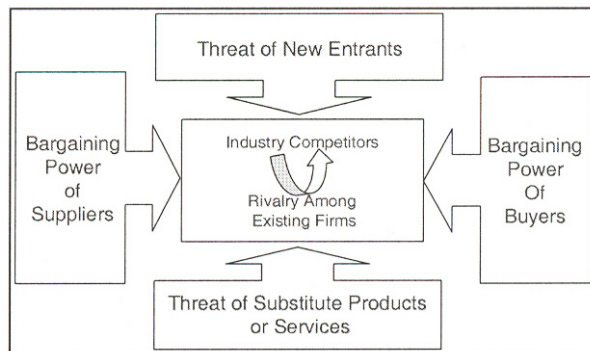 Threat of New Entrants
Bargaining
Power
of
Suppliers
Industry Competitors
Rivalry Among
Existing Firms
Bargaining
Power
Of
Buyers
Threat of Substitute Products
or Services